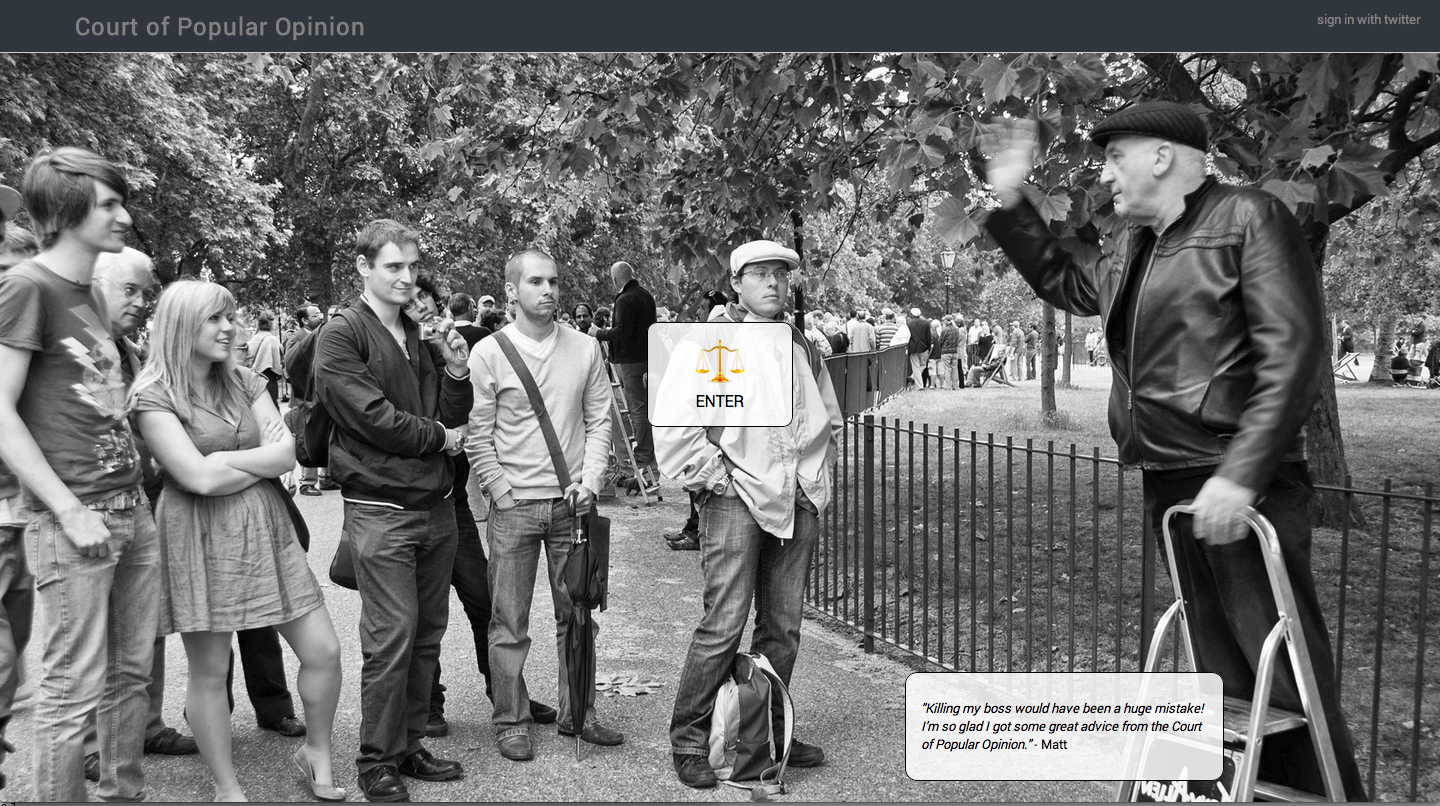 Court of Popular Opinion
sign in with twitter
ENTER
"Killing my boss would have been a huge mistake!
I'm so glad I got some great advice from the Court
of Popular Opinion." - Matt